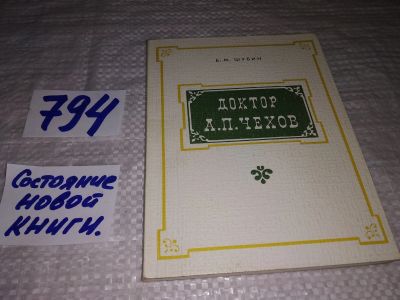 794
Состояние
новой
книги.
Б.М. ШУБИН
ДОКТОР
А.П.ЧЕХОВ